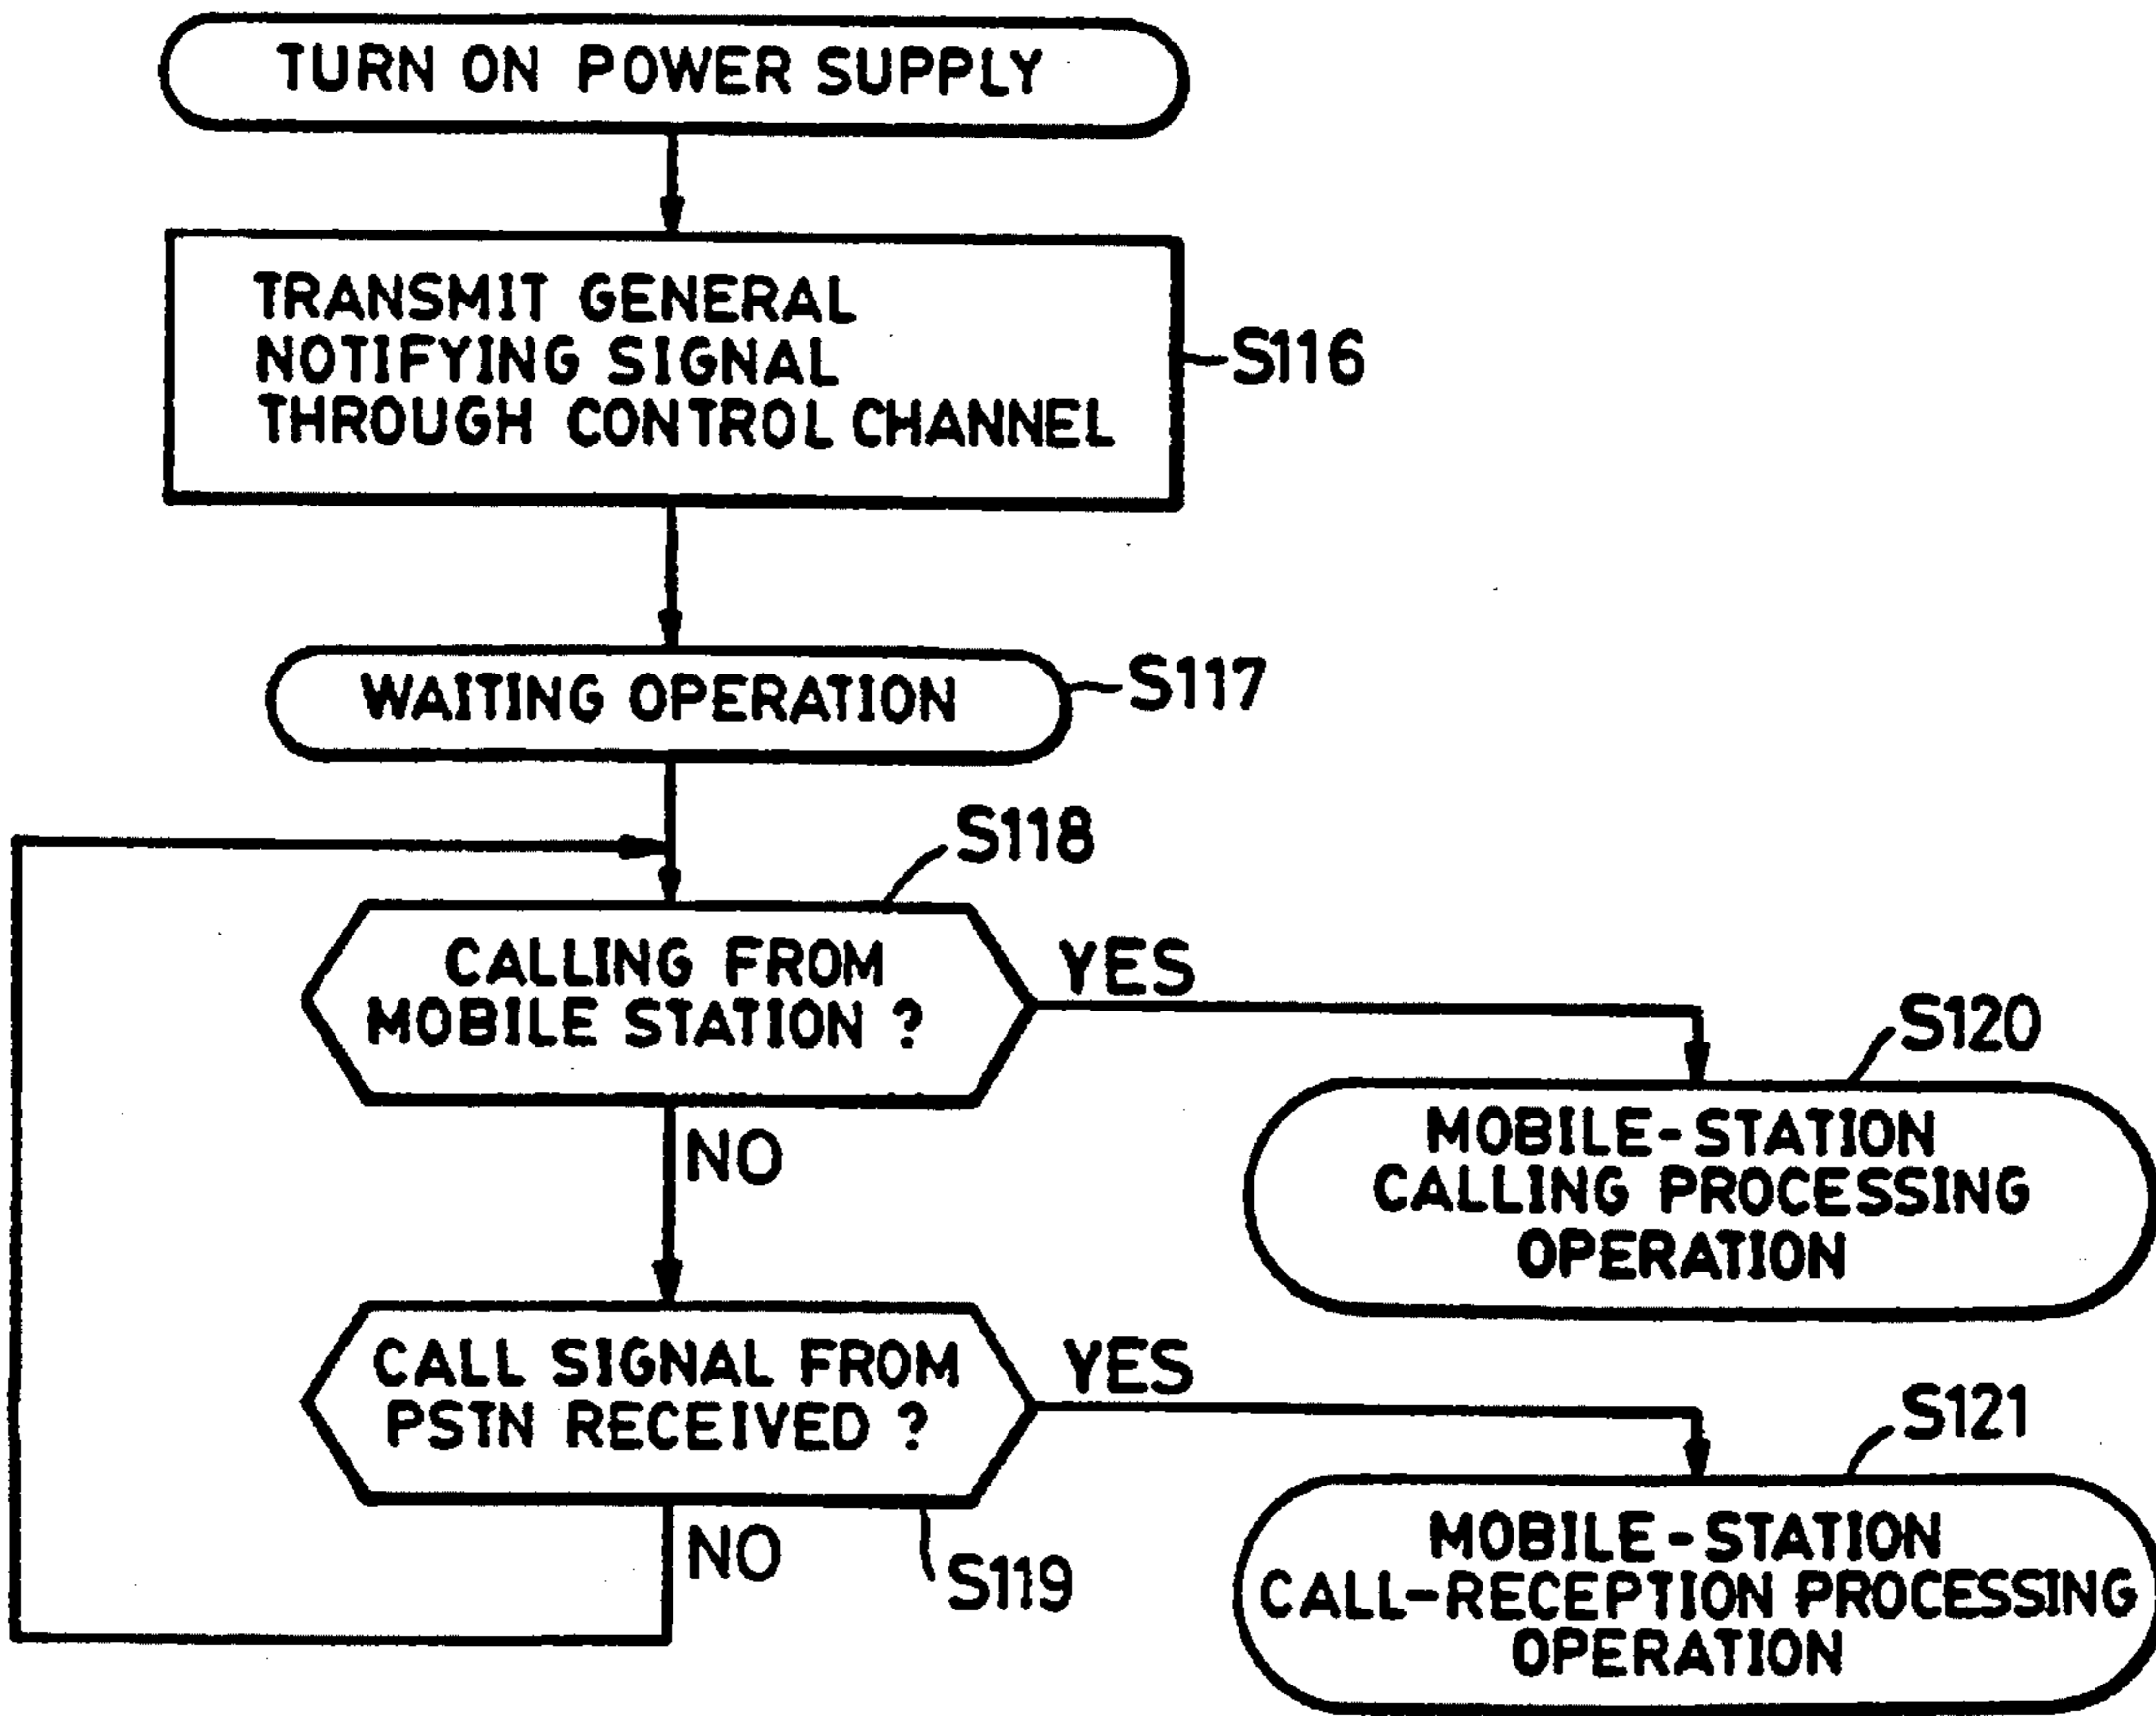 TURN ON POWER SUPPLY
TRANSMIT GENERAL
NOTIFYING SIGNAL
THROUGH CONTROL CHANNEL
S116
WAITING OPERATION
S117
S118
CALLING FROM
MOBILE STATION ?
YES
NO
S120
MOBILE-STATION
CALLING PROCESSING
OPERATION
CALL SIGNAL FROM
PSTN RECEIVED ?
YES
NO
S119
S121
MOBILE-STATION
CALL-RECEPTION PROCESSING
OPERATION